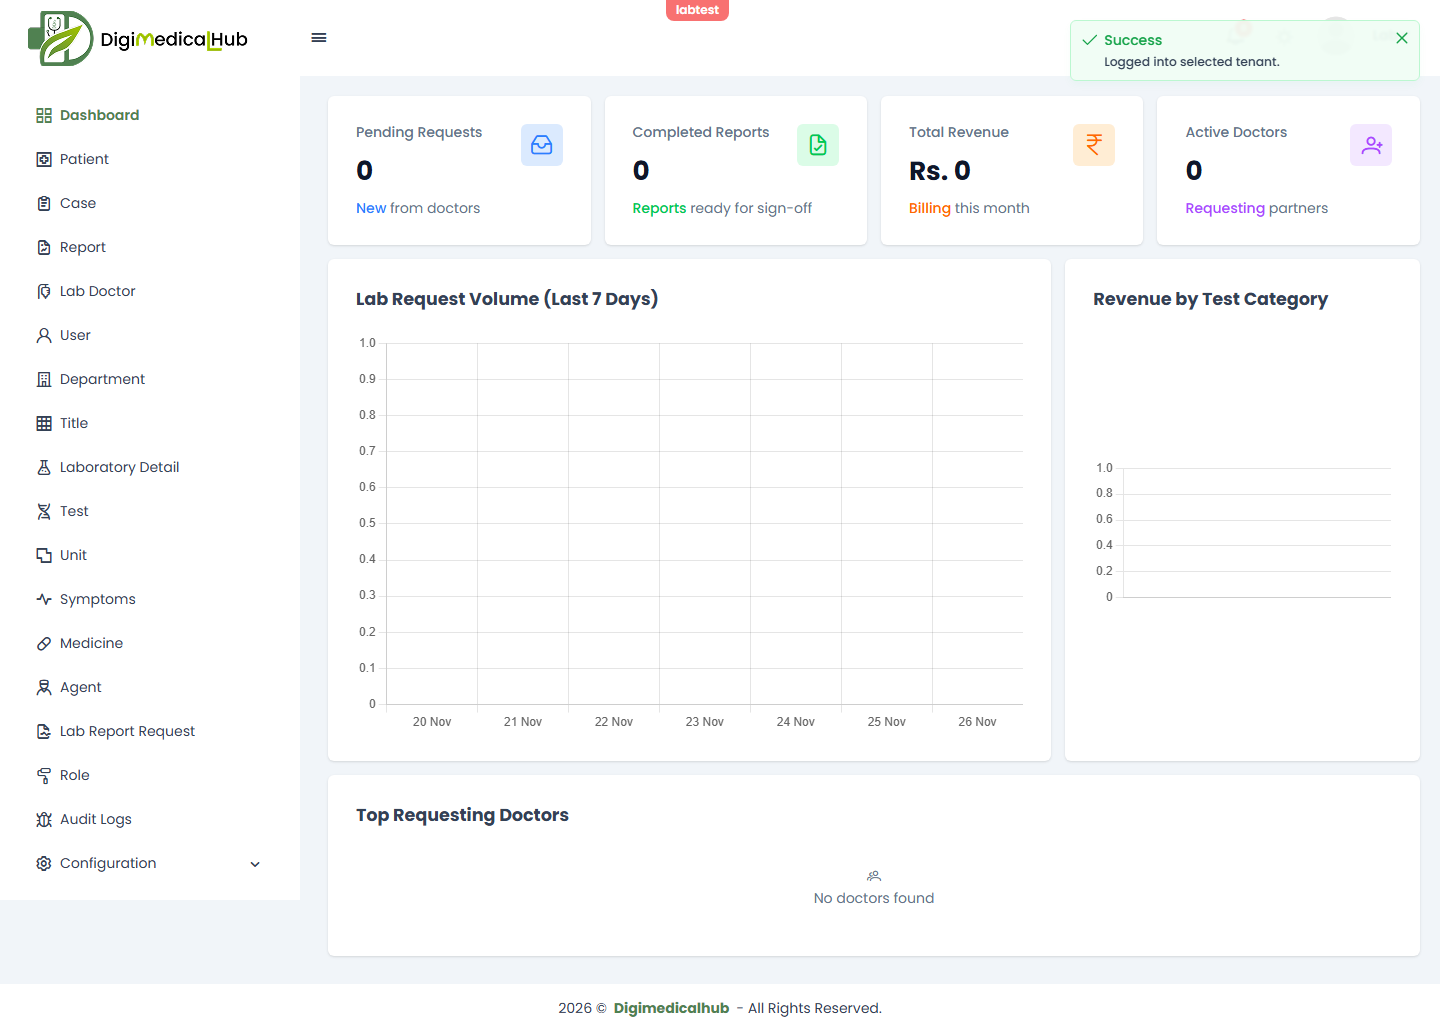 labtest
DigiMedicalHub
Success
Logged into selected tenant.
Dashboard
Patient
Case
Report
Lab Doctor
User
Department
Title
Laboratory Detail
Test
Unit
Symptoms
Medicine
Agent
Lab Report Request
Role
Audit Logs
Configuration
Pending Requests
0
New from doctors
Completed Reports
0
Reports ready for sign-off
Total Revenue
Rs. 0
Billing this month
Active Doctors
0
Requesting partners
Lab Request Volume (Last 7 Days)
1.0
0.9
0.8
0.7
0.6
0.5
0.4
0.3
0.2
0.1
0
20 Nov 21 Nov 22 Nov 23 Nov 24 Nov 25 Nov 26 Nov
Revenue by Test Category
1.0
0.8
0.6
0.4
0.2
0
Top Requesting Doctors
No doctors found
2026 © Digimedicalhub - All Rights Reserved.